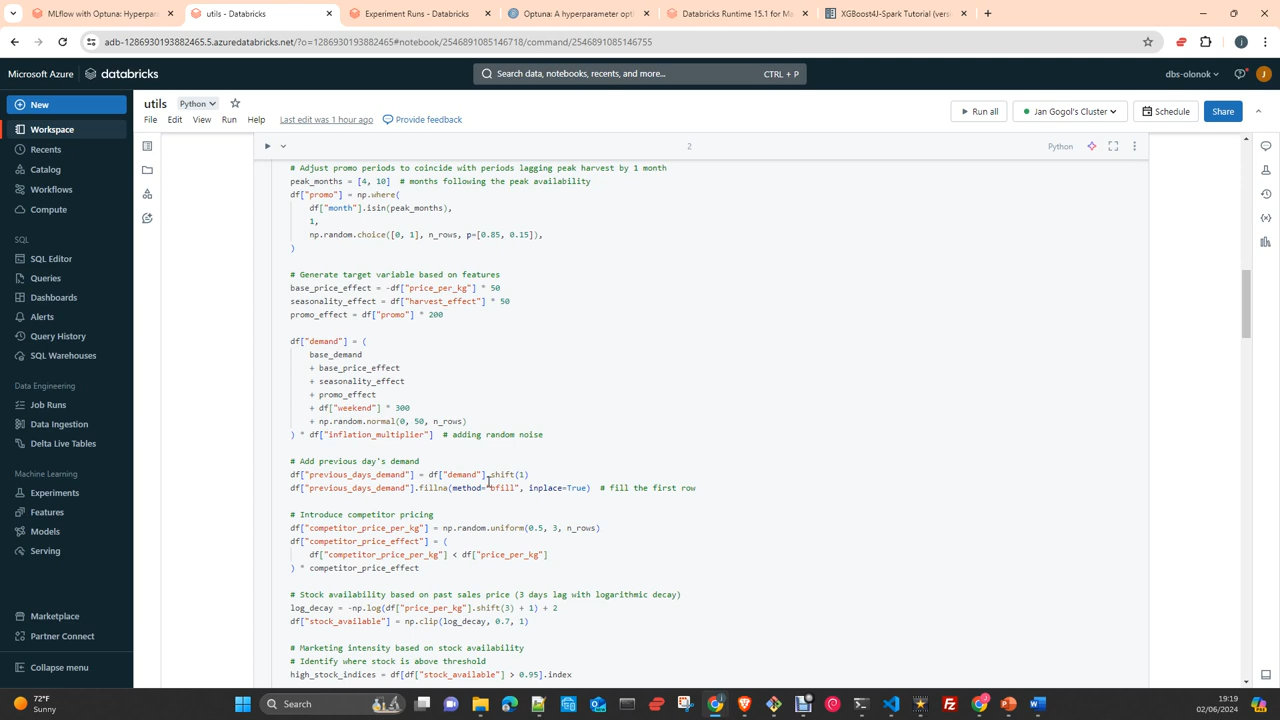 MLflow with Optuna: Hyperpar
utils - Databricks
Experiment Runs - Databricks
Optuna: A hyperparameter opti
Databricks Runtime 15.1 for Ma
XGBoost4J-Spark Tutorial (versi
adb-1286930193882465.5.azuredatabricks.net/?o=1286930193882465#notebook/2546891085146718/command/2546891085146755
Microsoft Azure
databricks
Search data, notebooks, recents, and more...
CTRL + P
dbs-olonok
J
New
Workspace
Recents
Catalog
Workflows
Compute
SQL
SQL Editor
Queries
Dashboards
Alerts
Query History
SQL Warehouses
Data Engineering
Job Runs
Data Ingestion
Delta Live Tables
Machine Learning
Experiments
Features
Models
Serving
Marketplace
Partner Connect
Collapse menu
utils
Python
File
Edit
View
Run
Help
Last edit was 1 hour ago
Provide feedback
Run all
Jan Gogol's Cluster
Schedule
Share
2
Python
# Adjust promo periods to coincide with periods lagging peak harvest by 1 month
peak_months = [4, 10]  # months following the peak availability
df["promo"] = np.where(
df["month"].isin(peak_months),
1,
np.random.choice([0, 1], n_rows, p=[0.85, 0.15]),
)
# Generate target variable based on features
base_price_effect = -df["price_per_kg"] * 50
seasonality_effect = df["harvest_effect"] * 50
promo_effect = df["promo"] * 200
df["demand"] = (
base_demand
+ base_price_effect
+ seasonality_effect
+ promo_effect
+ df["weekend"] * 300
+ np.random.normal(0, 50, n_rows)
) * df["inflation_multiplier"]  # adding random noise
# Add previous day's demand
df["previous_days_demand"] = df["demand"].shift(1)
df["previous_days_demand"].fillna(method="bfill", inplace=True)  # fill the first row
# Introduce competitor pricing
df["competitor_price_per_kg"] = np.random.uniform(0.5, 3, n_rows)
df["competitor_price_effect"] = (
df["competitor_price_per_kg"] < df["price_per_kg"]
) * competitor_price_effect
# Stock availability based on past sales price (3 days lag with logarithmic decay)
log_decay = -np.log(df["price_per_kg"].shift(3) + 1) + 2
df["stock_available"] = np.clip(log_decay, 0.7, 1)
# Marketing intensity based on stock availability
# Identify where stock is above threshold
high_stock_indices = df[df["stock_available"] > 0.95].index
72°F
Sunny
Search
19:19
02/06/2024